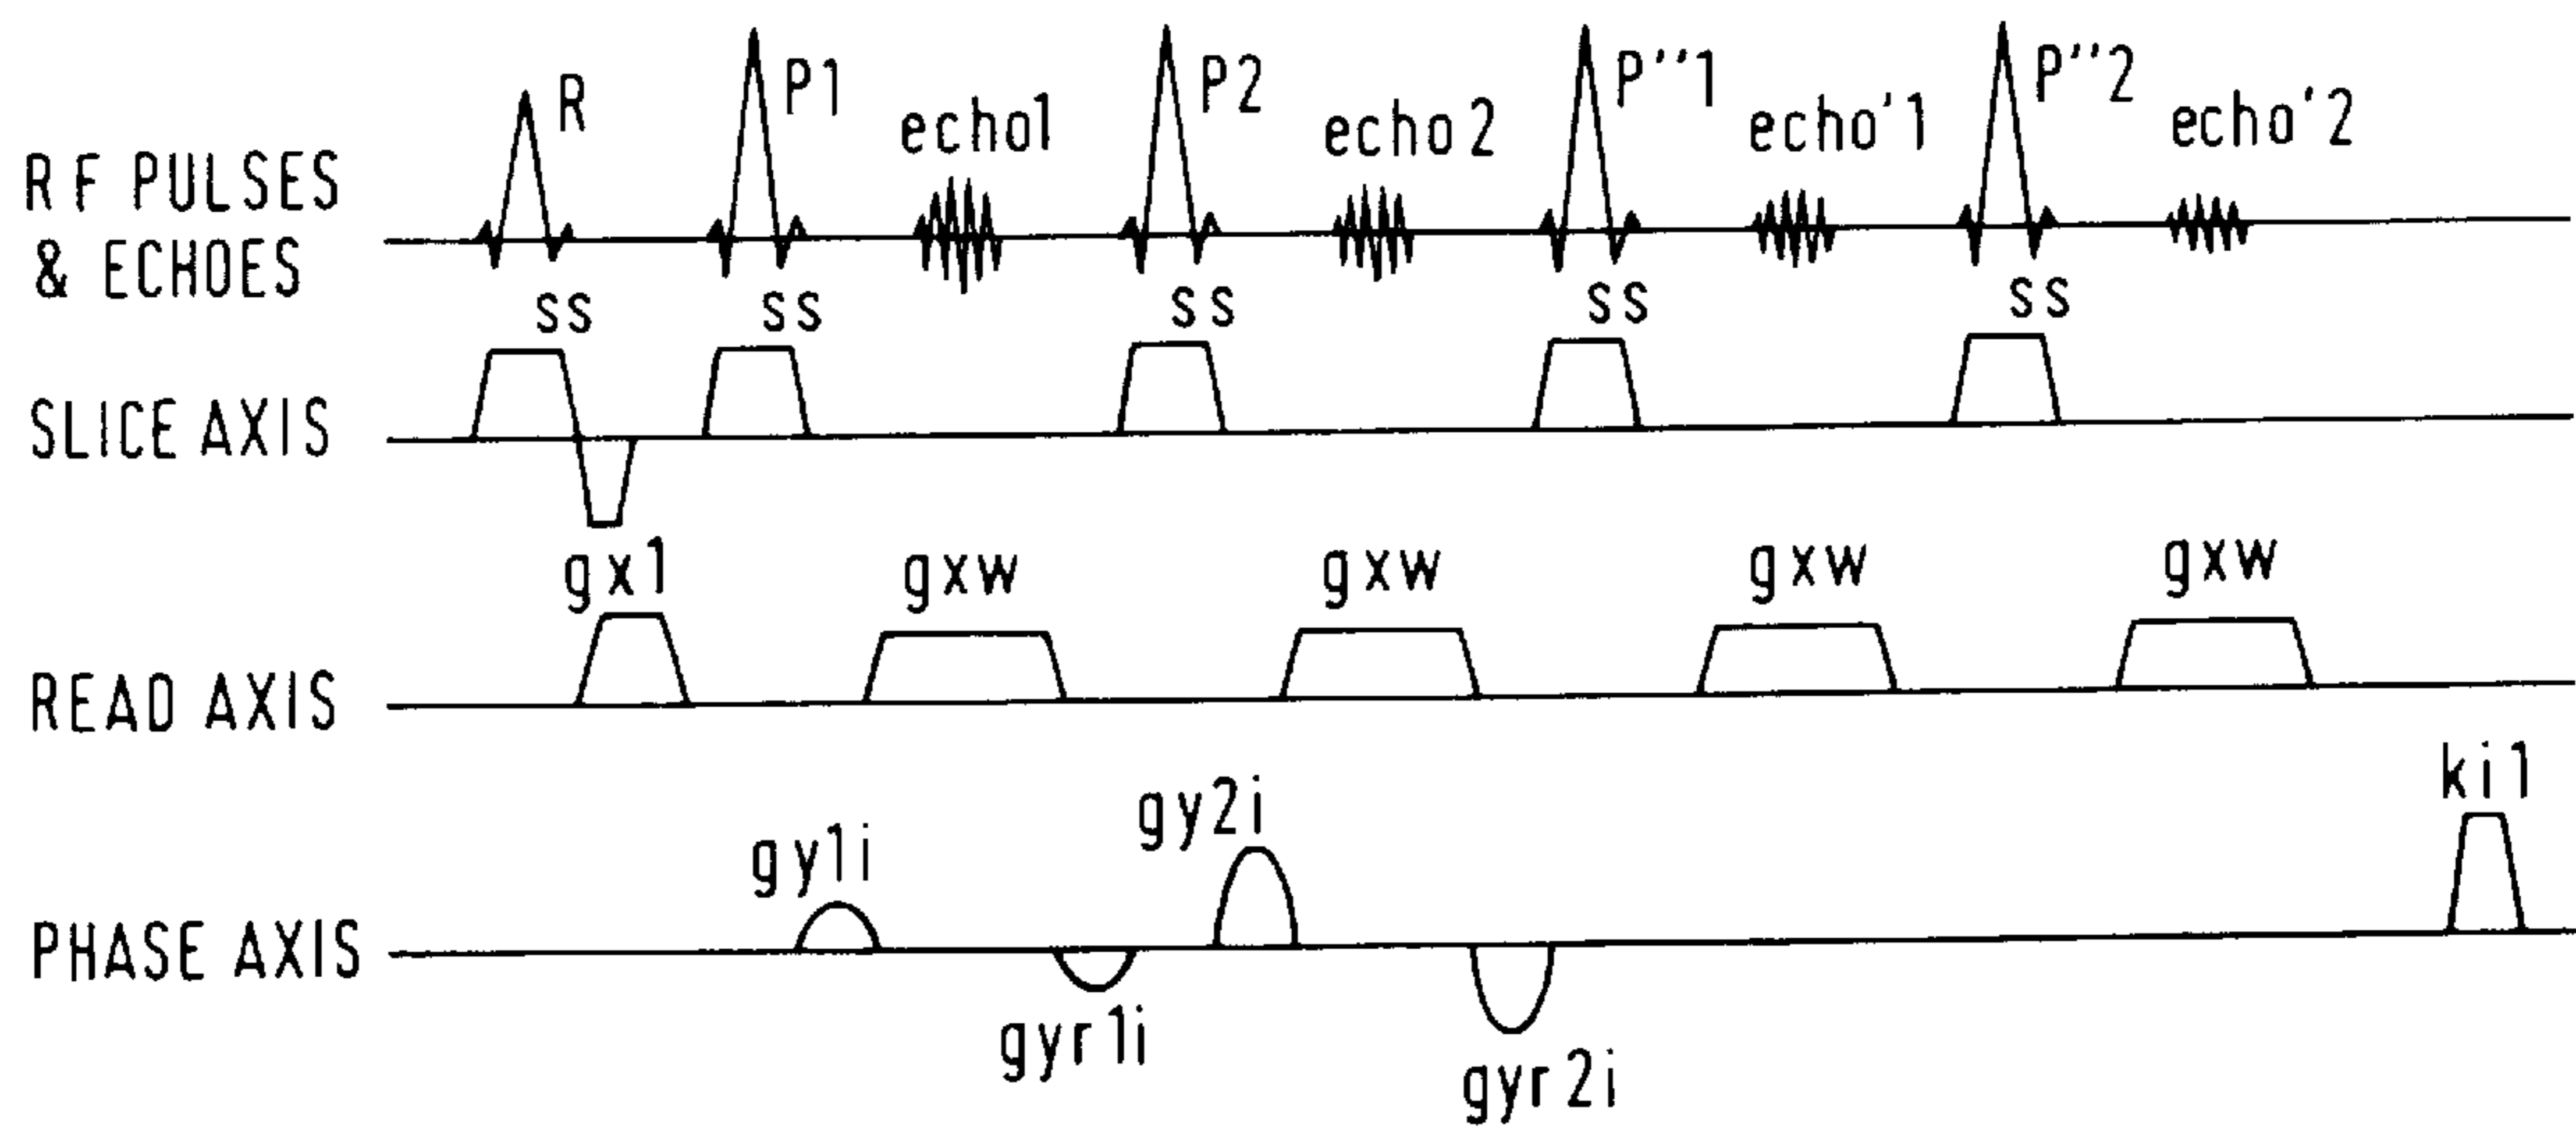 R P1 echo1 P2 echo2 P''1 echo'1 P''2 echo'2
RF PULSES
& ECHOES
ss ss ss ss ss
SLICE AXIS
gx1 gxw gxw gxw gxw
READ AXIS
ki1
gy1i gy2i
PHASE AXIS
gyr1i gyr2i